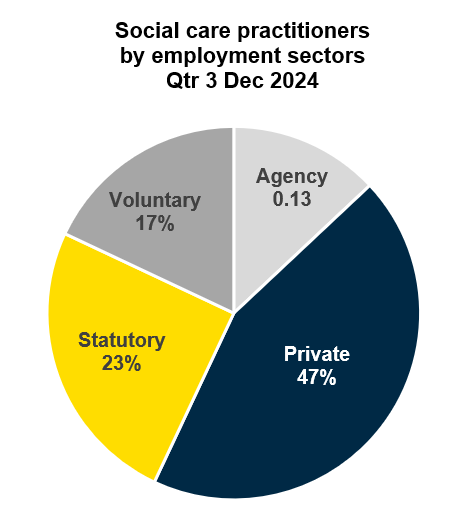 Social care practitioners
by employment sectors
Qtr 3 Dec 2024
Agency
0.13
Voluntary
17%
Statutory
23%
Private
47%